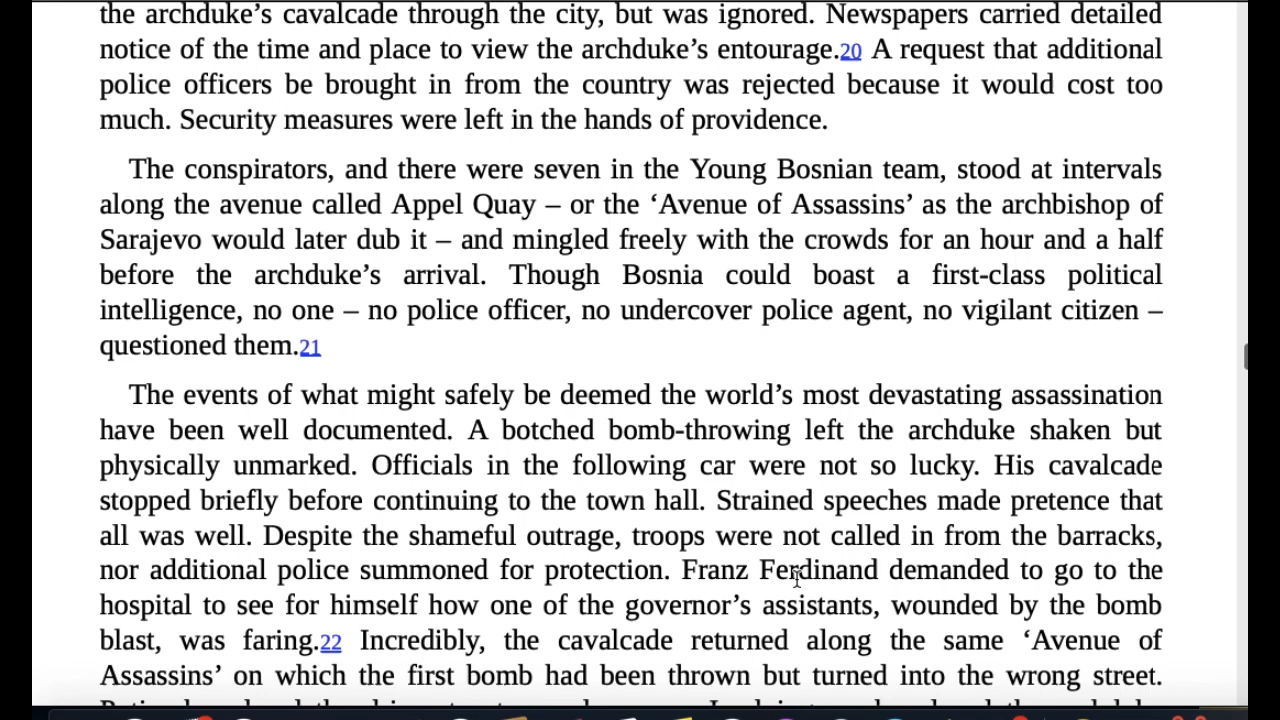 the archduke’s cavalcade through the city, but was ignored. Newspapers carried detailed
notice of the time and place to view the archduke’s entourage.20 A request that additional
police officers be brought in from the country was rejected because it would cost too
much. Security measures were left in the hands of providence.
The conspirators, and there were seven in the Young Bosnian team, stood at intervals
along the avenue called Appel Quay – or the ‘Avenue of Assassins’ as the archbishop of
Sarajevo would later dub it – and mingled freely with the crowds for an hour and a half
before the archduke’s arrival. Though Bosnia could boast a first-class political
intelligence, no one – no police officer, no undercover police agent, no vigilant citizen –
questioned them.21
The events of what might safely be deemed the world’s most devastating assassination
have been well documented. A botched bomb-throwing left the archduke shaken but
physically unmarked. Officials in the following car were not so lucky. His cavalcade
stopped briefly before continuing to the town hall. Strained speeches made pretence that
all was well. Despite the shameful outrage, troops were not called in from the barracks,
nor additional police summoned for protection. Franz Ferdinand demanded to go to the
hospital to see for himself how one of the governor’s assistants, wounded by the bomb
blast, was faring.22 Incredibly, the cavalcade returned along the same ‘Avenue of
Assassins’ on which the first bomb had been thrown but turned into the wrong street.